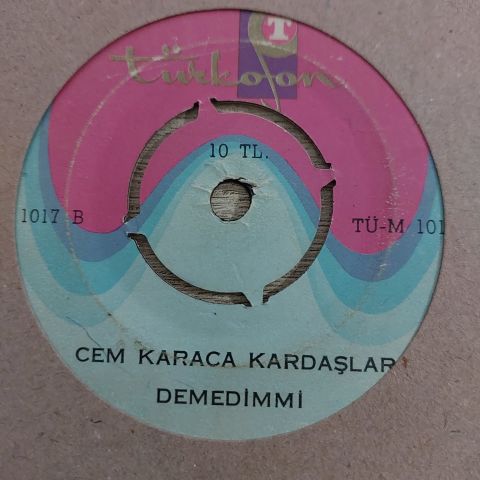 T
türkofon
10 TL.
1017 B
TÜ-M 101
CEM KARACA KARDAŞLAR
DEMEDİMMİ